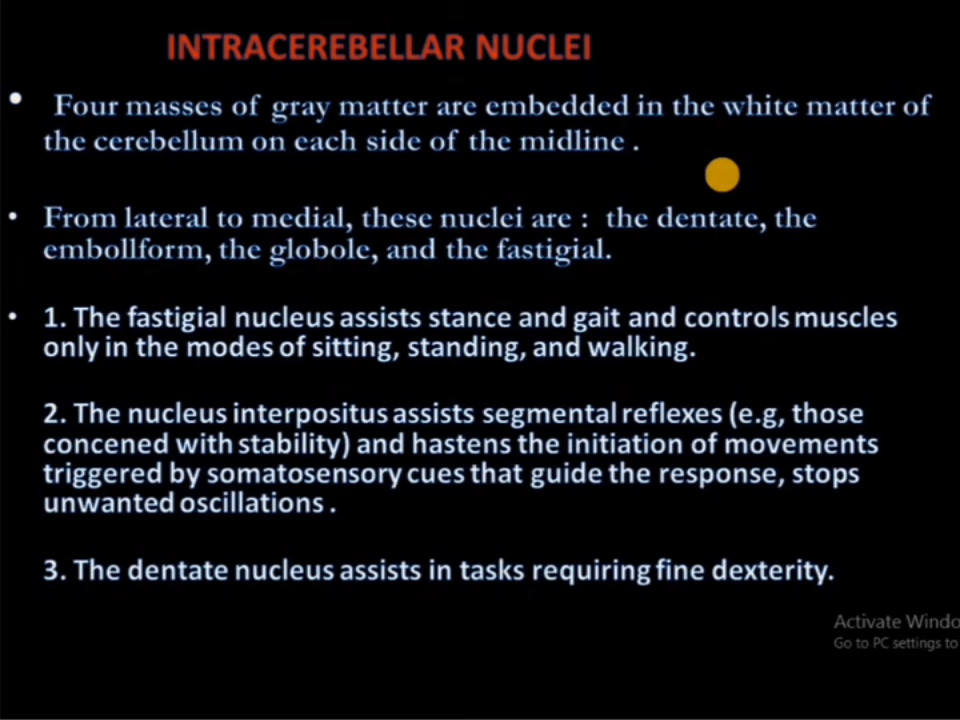 INTRACEREBELLAR NUCLEI
• Four masses of gray matter are embedded in the white matter of
the cerebellum on each side of the midline .
• From lateral to medial, these nuclei are : the dentate, the
embollform, the globole, and the fastigial.
• 1. The fastigial nucleus assists stance and gait and controls muscles
only in the modes of sitting, standing, and walking.
2. The nucleus interpositus assists segmental reflexes (e.g, those
concened with stability) and hastens the initiation of movements
triggered by somatosensory cues that guide the response, stops
unwanted oscillations .
3. The dentate nucleus assists in tasks requiring fine dexterity.
Activate Windo
Go to PC settings to